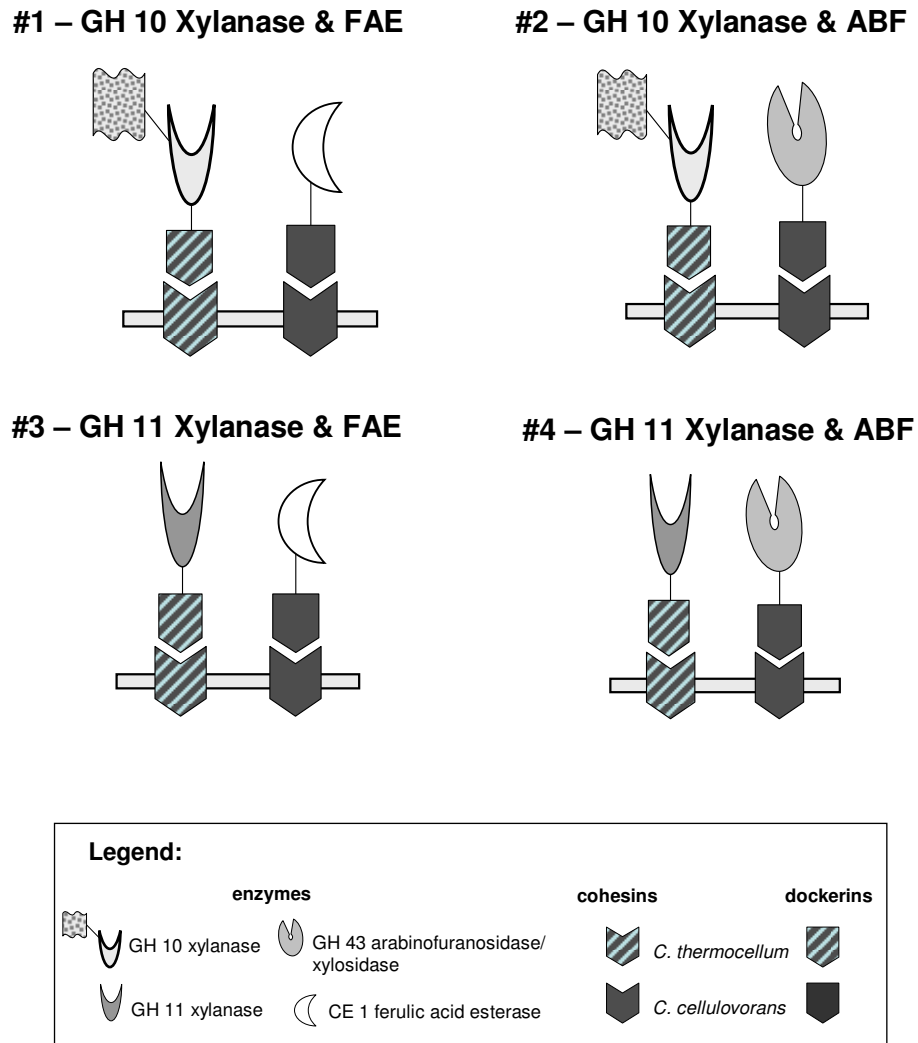 #1 – GH 10 Xylanase & FAE
#2 – GH 10 Xylanase & ABF
#3 – GH 11 Xylanase & FAE
#4 – GH 11 Xylanase & ABF
Legend:
enzymes
cohesins
dockerins
GH 10 xylanase
GH 43 arabinofuranosidase/
xylosidase
C. thermocellum
GH 11 xylanase
CE 1 ferulic acid esterase
C. cellulovorans